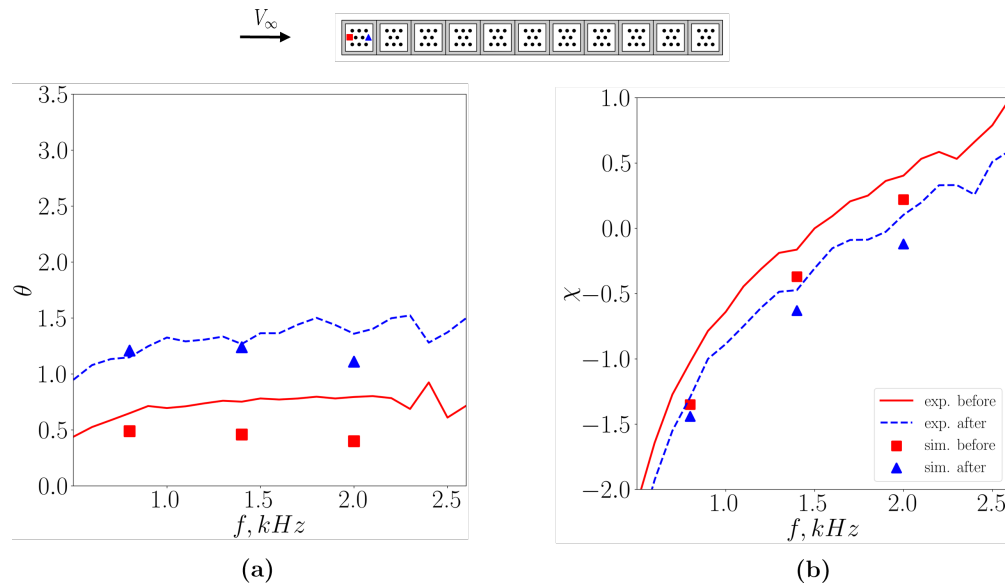 V∞
3.5
3.0
2.5
2.0
1.5
1.0
0.5
0.0
θ
1.0 1.5 2.0 2.5
f, kHz
(a)
1.0
0.5
0.0
−0.5
−1.0
−1.5
−2.0
χ
1.0 1.5 2.0 2.5
f, kHz
exp. before
exp. after
sim. before
sim. after
(b)